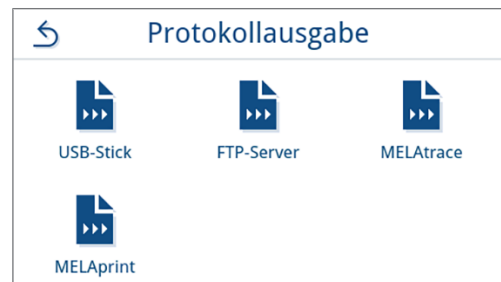 Protokollausgabe
USB-Stick
FTP-Server
MELAtrace
MELAprint